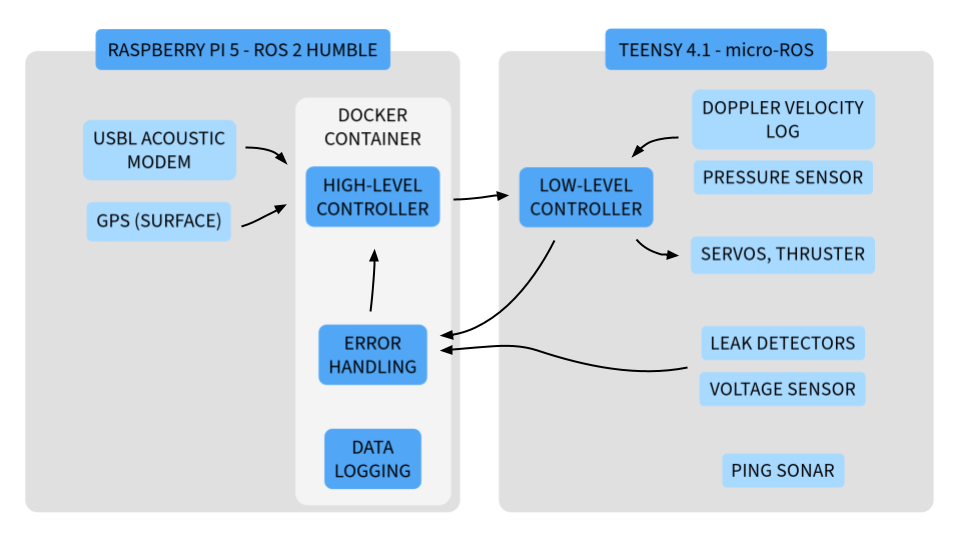 RASPBERRY PI 5 - ROS 2 HUMBLE
USBL ACOUSTIC
MODEM
GPS (SURFACE)
DOCKER
CONTAINER
HIGH-LEVEL
CONTROLLER
ERROR
HANDLING
DATA
LOGGING
TEENSY 4.1 - micro-ROS
LOW-LEVEL
CONTROLLER
DOPPLER VELOCITY
LOG
PRESSURE SENSOR
SERVOS, THRUSTER
LEAK DETECTORS
VOLTAGE SENSOR
PING SONAR